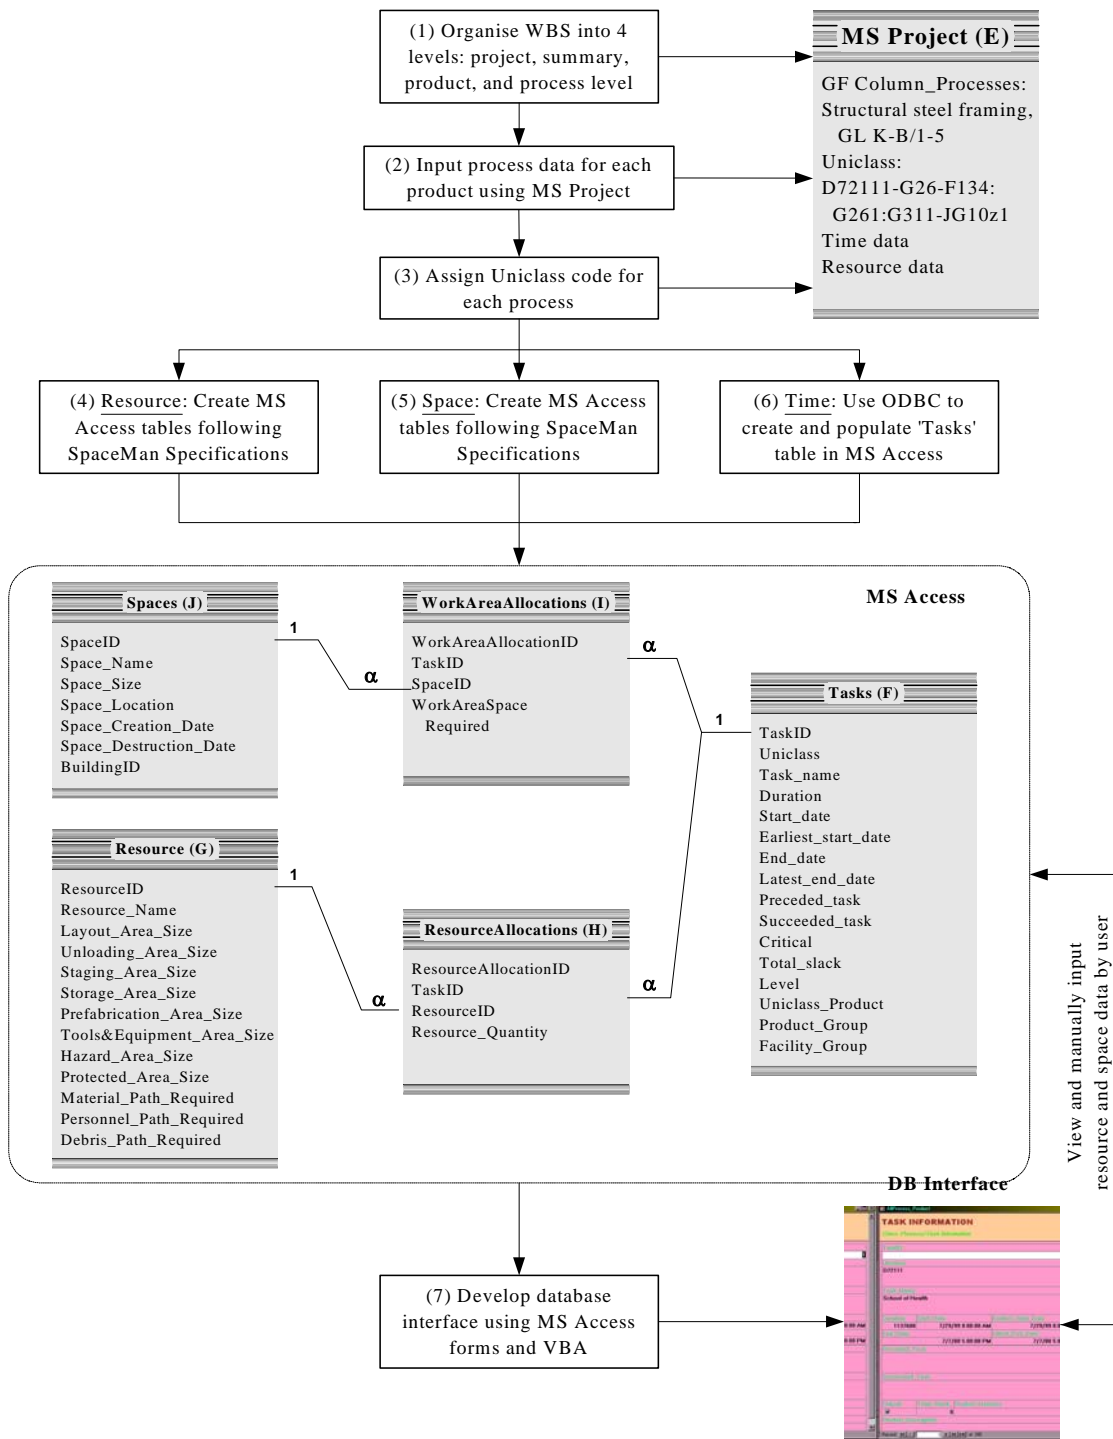 (1) Organise WBS into 4
levels: project, summary,
product, and process level
MS Project (E)
GF Column_Processes:
Structural steel framing,
GL K-B/1-5
Uniclass:
D72111-G26-F134:
G261:G311-JG10z1
Time data
Resource data
(2) Input process data for each
product using MS Project
(3) Assign Uniclass code for
each process
(4) Resource: Create MS
Access tables following
SpaceMan Specifications
(5) Space: Create MS Access
tables following SpaceMan
Specifications
(6) Time: Use ODBC to
create and populate 'Tasks'
table in MS Access
MS Access
Spaces (J)
SpaceID
Space_Name
Space_Size
Space_Location
Space_Creation_Date
Space_Destruction_Date
BuildingID
1
α
WorkAreaAllocations (I)
WorkAreaAllocationID
TaskID
SpaceID
WorkAreaSpace
Required
α
1
Tasks (F)
TaskID
Uniclass
Task_name
Duration
Start_date
Earliest_start_date
End_date
Latest_end_date
Preceded_task
Succeeded_task
Critical
Total_slack
Level
Uniclass_Product
Product_Group
Facility_Group
Resource (G)
ResourceID
Resource_Name
Layout_Area_Size
Unloading_Area_Size
Staging_Area_Size
Storage_Area_Size
Prefabrication_Area_Size
Tools&Equipment_Area_Size
Hazard_Area_Size
Protected_Area_Size
Material_Path_Required
Personnel_Path_Required
Debris_Path_Required
1
α
ResourceAllocations (H)
ResourceAllocationID
TaskID
ResourceID
Resource_Quantity
α
View and manually input
resource and space data by user
DB Interface
TASK INFORMATION
School of Health
(7) Develop database
interface using MS Access
forms and VBA